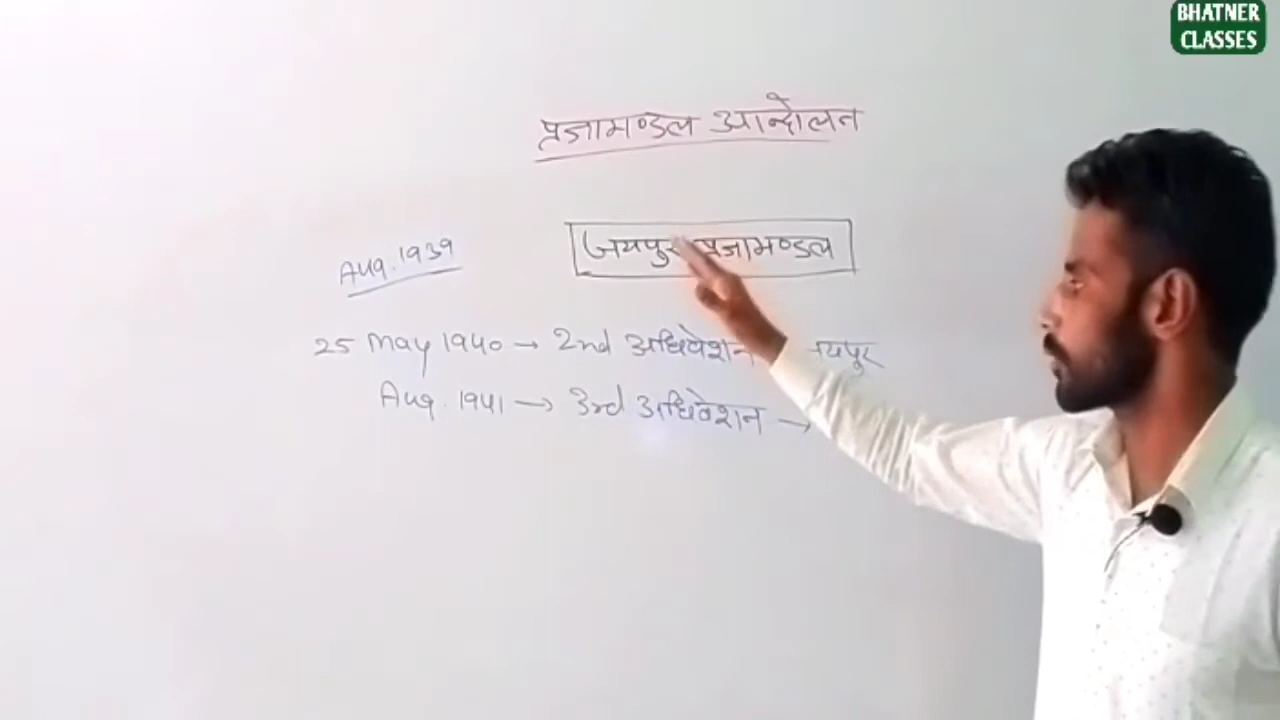 BHATNER
CLASSES
प्रजामण्डल आन्दोलन
Aug. 1939
जयपुर प्रजामण्डल
25 May 1940 → 2nd अधिवेशन
Aug. 1941 → 3rd अधिवेशन →